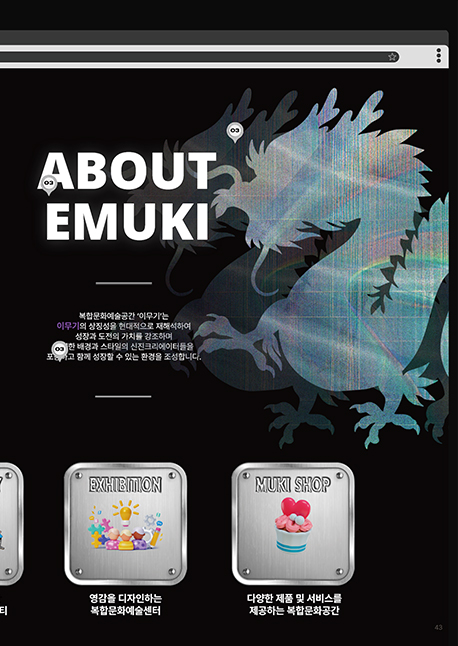 03
ABOUT
03
EMUKI
복합문화예술공간 '이무기'는
이무기의 상징성을 현대적으로 재해석하여
성장과 도전의 가치를 강조하며
03 한 배경과 스타일의 신진크리에이터들을
고 함께 성장할 수 있는 환경을 조성합니다.
Y
EXHIBITION
MUKI SHOP
티
영감을 디자인하는
복합문화예술센터
다양한 제품 및 서비스를
제공하는 복합문화공간
43